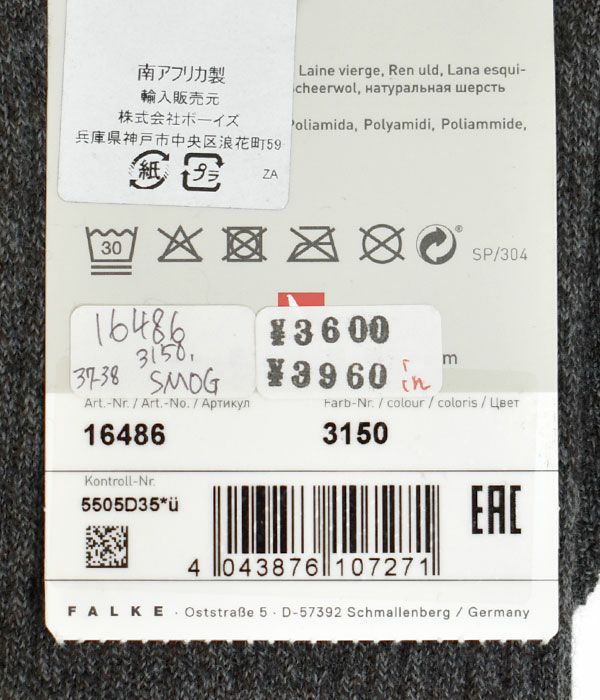 南アフリカ製
輸入販売元
株式会社ボーイズ
兵庫県神戸市中央区浪花町59
紙 プラ ZA
Laine vierge, Ren uld, Lana esqui-
cheerwol, натуральная шерсть
Poliamida, Polyamidi, Poliammide,
30
® SP/304
16486
3150.
37-38 SMOG
¥3600
¥3960 in
m
Art.-Nr. / Art.-No. / Артикул
Farb-Nr. / colour / coloris / Цвет
16486
3150
Kontroll-Nr.
5505D35*ü
EAC
4 043876 107271
FALKE · Oststraße 5 · D-57392 Schmallenberg / Germany